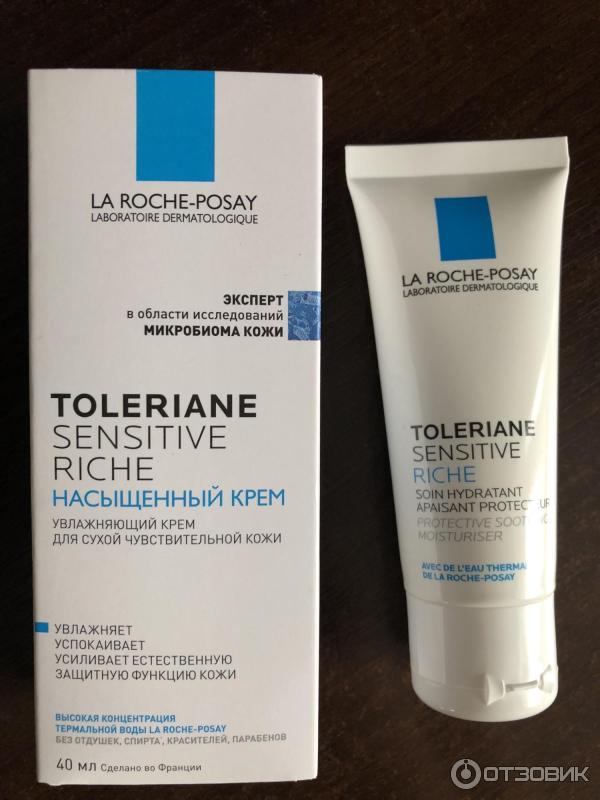 LA ROCHE-POSAY
LABORATOIRE DERMATOLOGIQUE
ЭКСПЕРТ
в области исследований
МИКРОБИОМА КОЖИ
TOLERIANE
SENSITIVE
RICHE
НАСЫЩЕННЫЙ КРЕМ
УВЛАЖНЯЮЩИЙ КРЕМ
ДЛЯ СУХОЙ ЧУВСТВИТЕЛЬНОЙ КОЖИ
УВЛАЖНЯЕТ
УСПОКАИВАЕТ
УСИЛИВАЕТ ЕСТЕСТВЕННУЮ
ЗАЩИТНУЮ ФУНКЦИЮ КОЖИ
ВЫСОКАЯ КОНЦЕНТРАЦИЯ
ТЕРМАЛЬНОЙ ВОДЫ LA ROCHE-POSAY
БЕЗ ОТДУШЕК, СПИРТА, КРАСИТЕЛЕЙ, ПАРАБЕНОВ
40 МЛ Сделано во Франции
LA ROCHE-POSAY
LABORATOIRE DERMATOLOGIQUE
TOLERIANE
SENSITIVE
RICHE
SOIN HYDRATANT
APAISANT PROTECTEUR
PROTECTIVE
MOISTURISER
AVEC DE L'EAU THERMA
DE LA ROCHE-POSAY
ОТЗОВИК